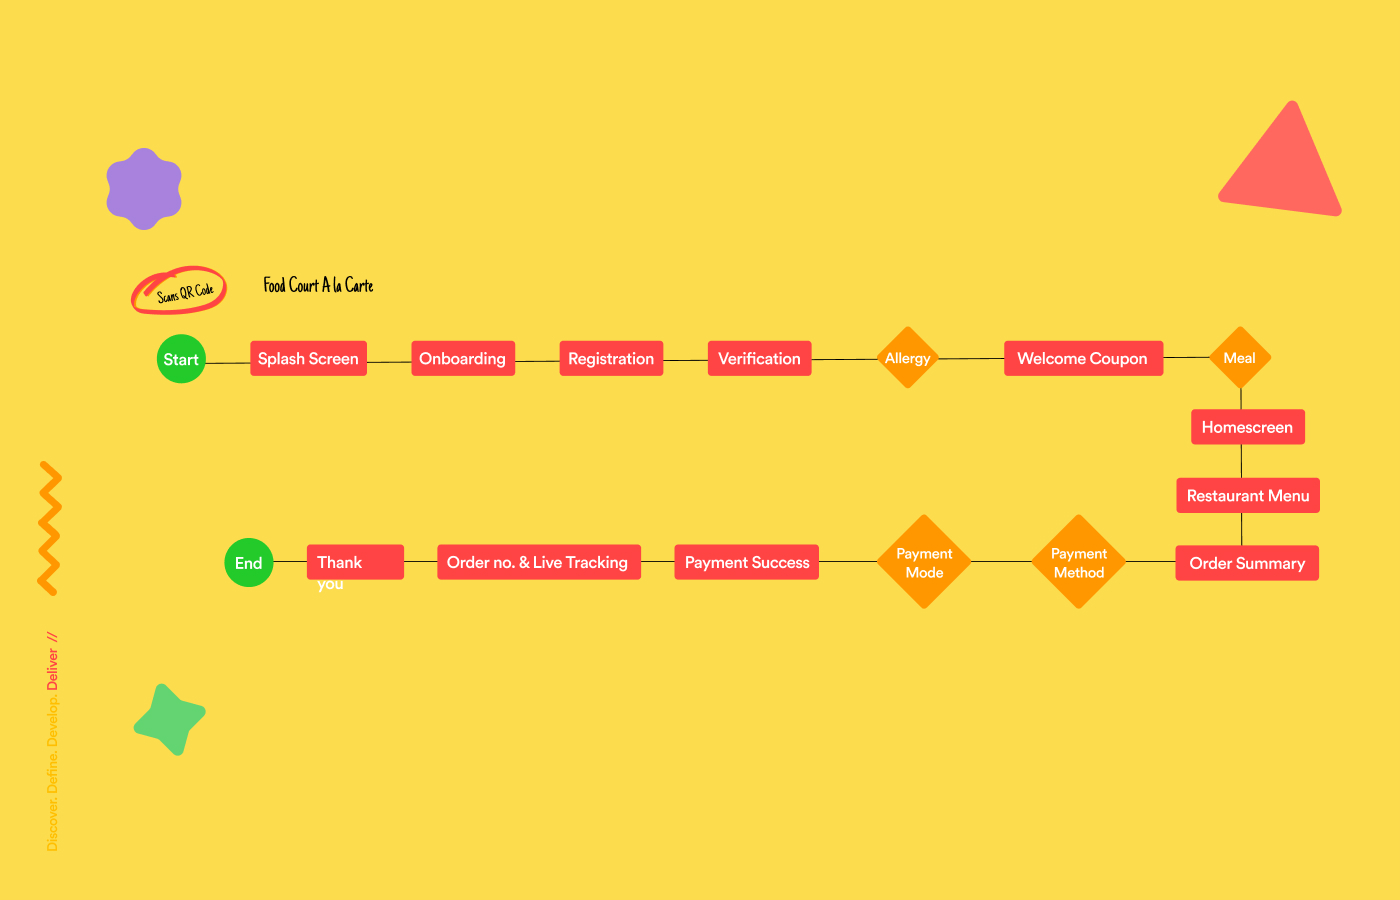 Scans QR Code
Food Court A la Carte
Start
Splash Screen
Onboarding
Registration
Verification
Allergy
Welcome Coupon
Meal
Homescreen
Restaurant Menu
Order Summary
Payment
Method
Payment
Mode
Payment Success
Order no. & Live Tracking
Thank
you
End
Discover. Define. Develop. Deliver //